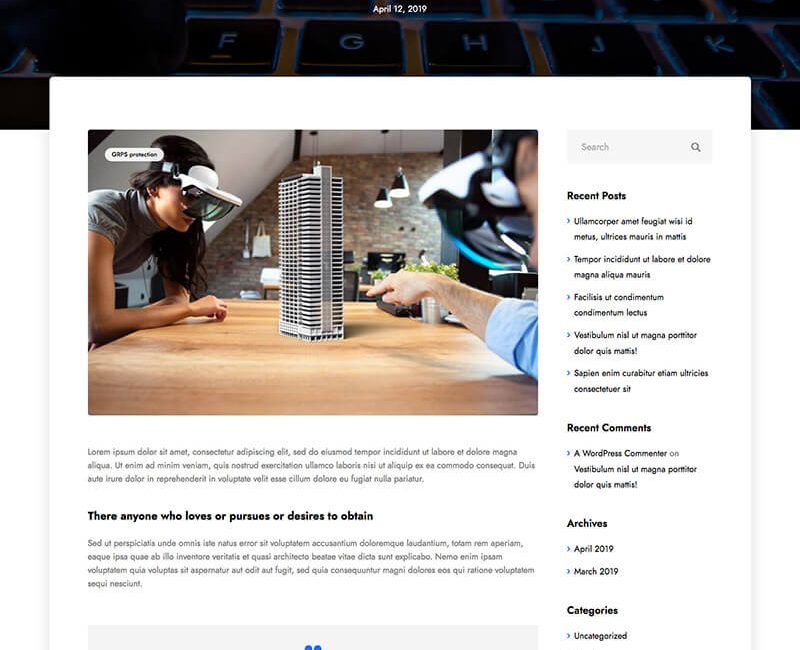 April 12, 2019
F G H J K
GRPS protection
Lorem ipsum dolor sit amet, consectetur adipiscing elit, sed do eiusmod tempor incididunt ut labore et dolore magna
aliqua. Ut enim ad minim veniam, quis nostrud exercitation ullamco laboris nisi ut aliquip ex ea commodo consequat. Duis
aute irure dolor in reprehenderit in voluptate velit esse cillum dolore eu fugiat nulla pariatur.
There anyone who loves or pursues or desires to obtain
Sed ut perspiciatis unde omnis iste natus error sit voluptatem accusantium doloremque laudantium, totam rem aperiam,
eaque ipsa quae ab illo inventore veritatis et quasi architecto beatae vitae dicta sunt explicabo. Nemo enim ipsam
voluptatem quia voluptas sit aspernatur aut odit aut fugit, sed quia consequuntur magni dolores eos qui ratione voluptatem
sequi nesciunt.
Search
Recent Posts
Ullamcorper amet feugiat wisi id
metus, ultrices mauris in mattis
Tempor incididunt ut labore et dolore
magna aliqua mauris
Facilisis ut condimentum
condimentum lectus
Vestibulum nisl ut magna porttitor
dolor quis mattis!
Sapien enim curabitur etiam ultricies
consectetuer sit
Recent Comments
A WordPress Commenter on
Vestibulum nisl ut magna porttitor
dolor quis mattis!
Archives
April 2019
March 2019
Categories
Uncategorized